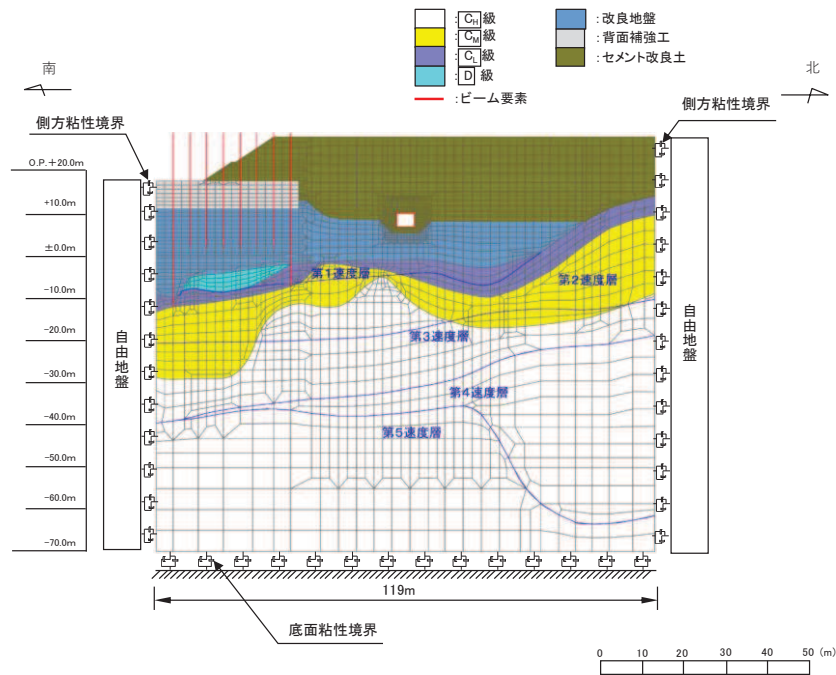 :C_H級
:C_M級
:C_L級
:D 級
:ビーム要素
:改良地盤
:背面補強工
:セメント改良土
南
北
側方粘性境界
側方粘性境界
O.P.+20.0m
+10.0m
±0.0m
-10.0m
-20.0m
-30.0m
-40.0m
-50.0m
-60.0m
-70.0m
自由地盤
自由地盤
第1速度層
第2速度層
第3速度層
第4速度層
第5速度層
119m
底面粘性境界
0 10 20 30 40 50 (m)